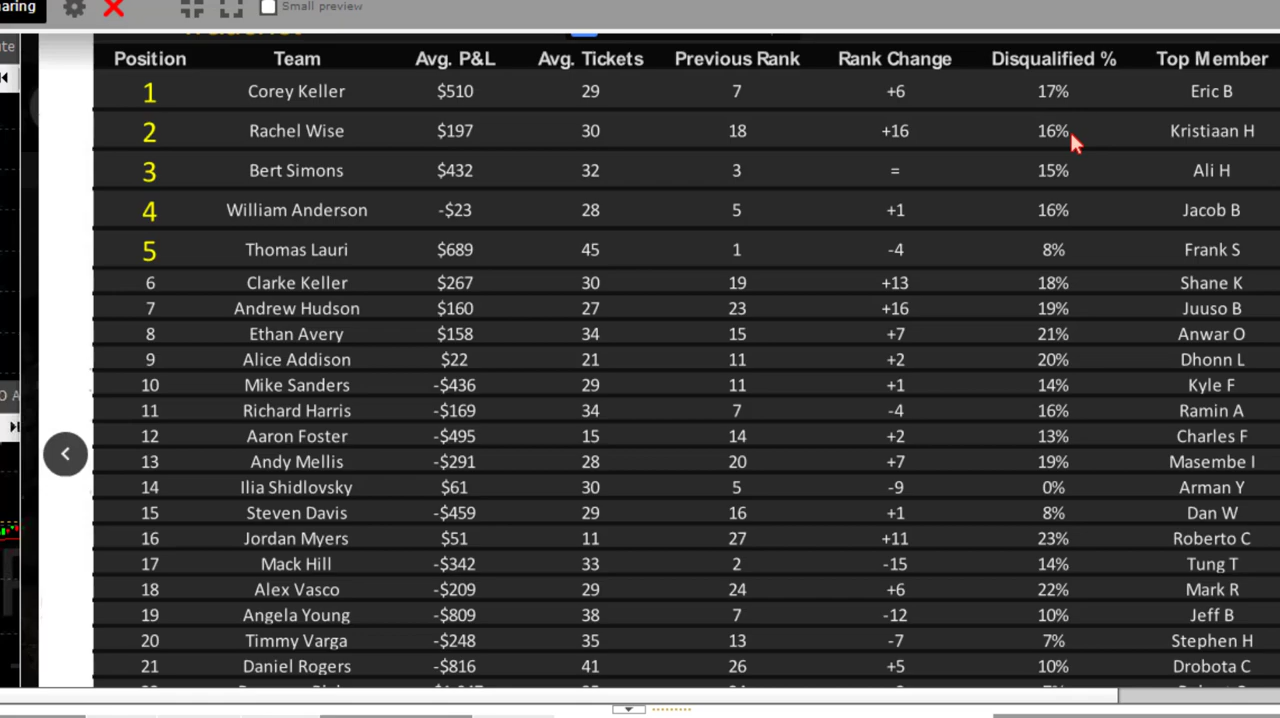 aring Small preview
Position Team Avg. P&L Avg. Tickets Previous Rank Rank Change Disqualified % Top Member
1 Corey Keller $510 29 7 +6 17% Eric B
2 Rachel Wise $197 30 18 +16 16% Kristiaan H
3 Bert Simons $432 32 3 = 15% Ali H
4 William Anderson -$23 28 5 +1 16% Jacob B
5 Thomas Lauri $689 45 1 -4 8% Frank S
6 Clarke Keller $267 30 19 +13 18% Shane K
7 Andrew Hudson $160 27 23 +16 19% Juuso B
8 Ethan Avery $158 34 15 +7 21% Anwar O
9 Alice Addison $22 21 11 +2 20% Dhonn L
10 Mike Sanders -$436 29 11 +1 14% Kyle F
11 Richard Harris -$169 34 7 -4 16% Ramin A
12 Aaron Foster -$495 15 14 +2 13% Charles F
13 Andy Mellis -$291 28 20 +7 19% Masembe I
14 Ilia Shidlovsky $61 30 5 -9 0% Arman Y
15 Steven Davis -$459 29 16 +1 8% Dan W
16 Jordan Myers $51 11 27 +11 23% Roberto C
17 Mack Hill -$342 33 2 -15 14% Tung T
18 Alex Vasco -$209 29 24 +6 22% Mark R
19 Angela Young -$809 38 7 -12 10% Jeff B
20 Timmy Varga -$248 35 13 -7 7% Stephen H
21 Daniel Rogers -$816 41 26 +5 10% Drobota C